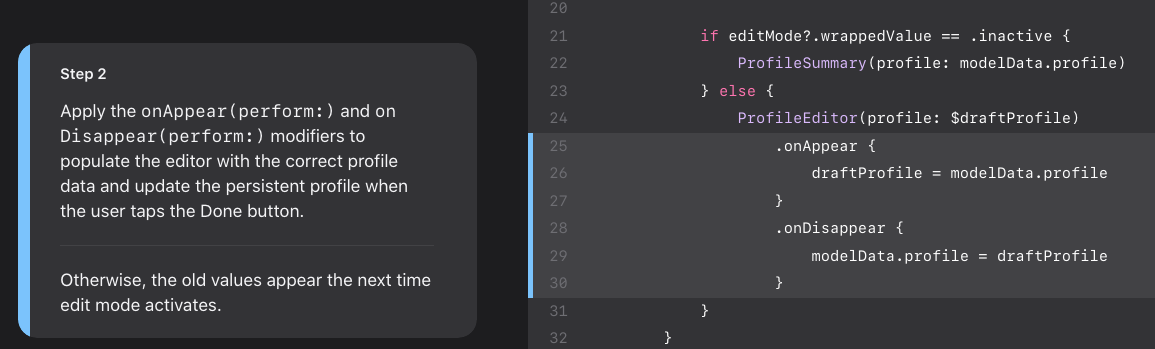 Step 2
Apply the onAppear(perform:) and on
Disappear(perform:) modifiers to
populate the editor with the correct profile
data and update the persistent profile when
the user taps the Done button.
Otherwise, the old values appear the next time
edit mode activates.
20
21 if editMode?.wrappedValue == .inactive {
22 ProfileSummary(profile: modelData.profile)
23 } else {
24 ProfileEditor(profile: $draftProfile)
25 .onAppear {
26 draftProfile = modelData.profile
27 }
28 .onDisappear {
29 modelData.profile = draftProfile
30 }
31 }
32 }